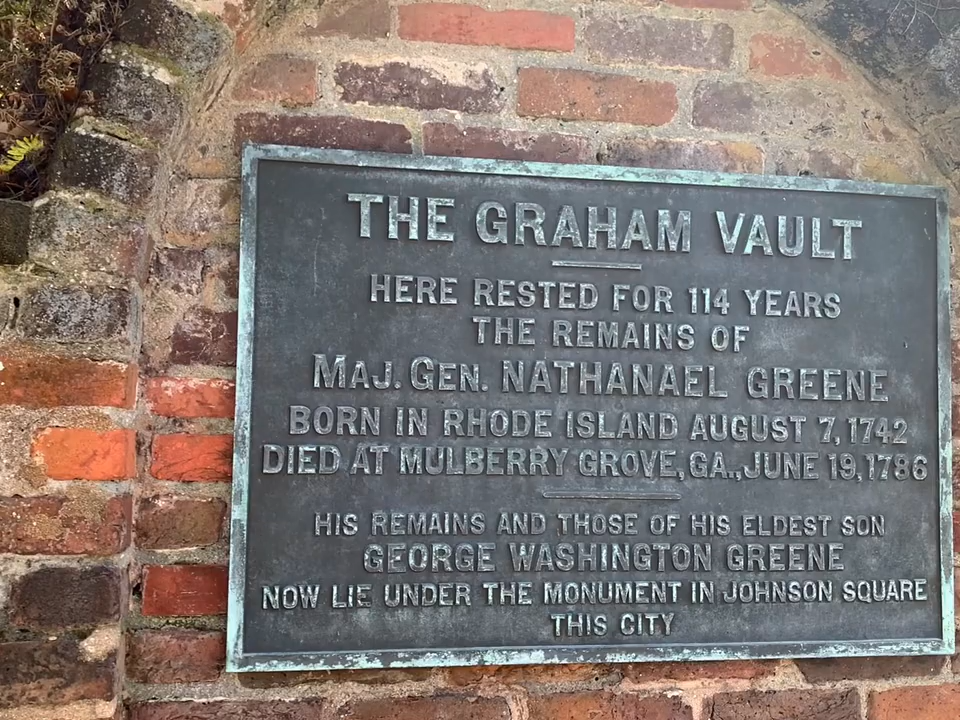 THE GRAHAM VAULT
HERE RESTED FOR 114 YEARS
THE REMAINS OF
MAJ. GEN. NATHANAEL GREENE
BORN IN RHODE ISLAND AUGUST 7, 1742
DIED AT MULBERRY GROVE, GA., JUNE 19, 1786
HIS REMAINS AND THOSE OF HIS ELDEST SON
GEORGE WASHINGTON GREENE
NOW LIE UNDER THE MONUMENT IN JOHNSON SQUARE
THIS CITY